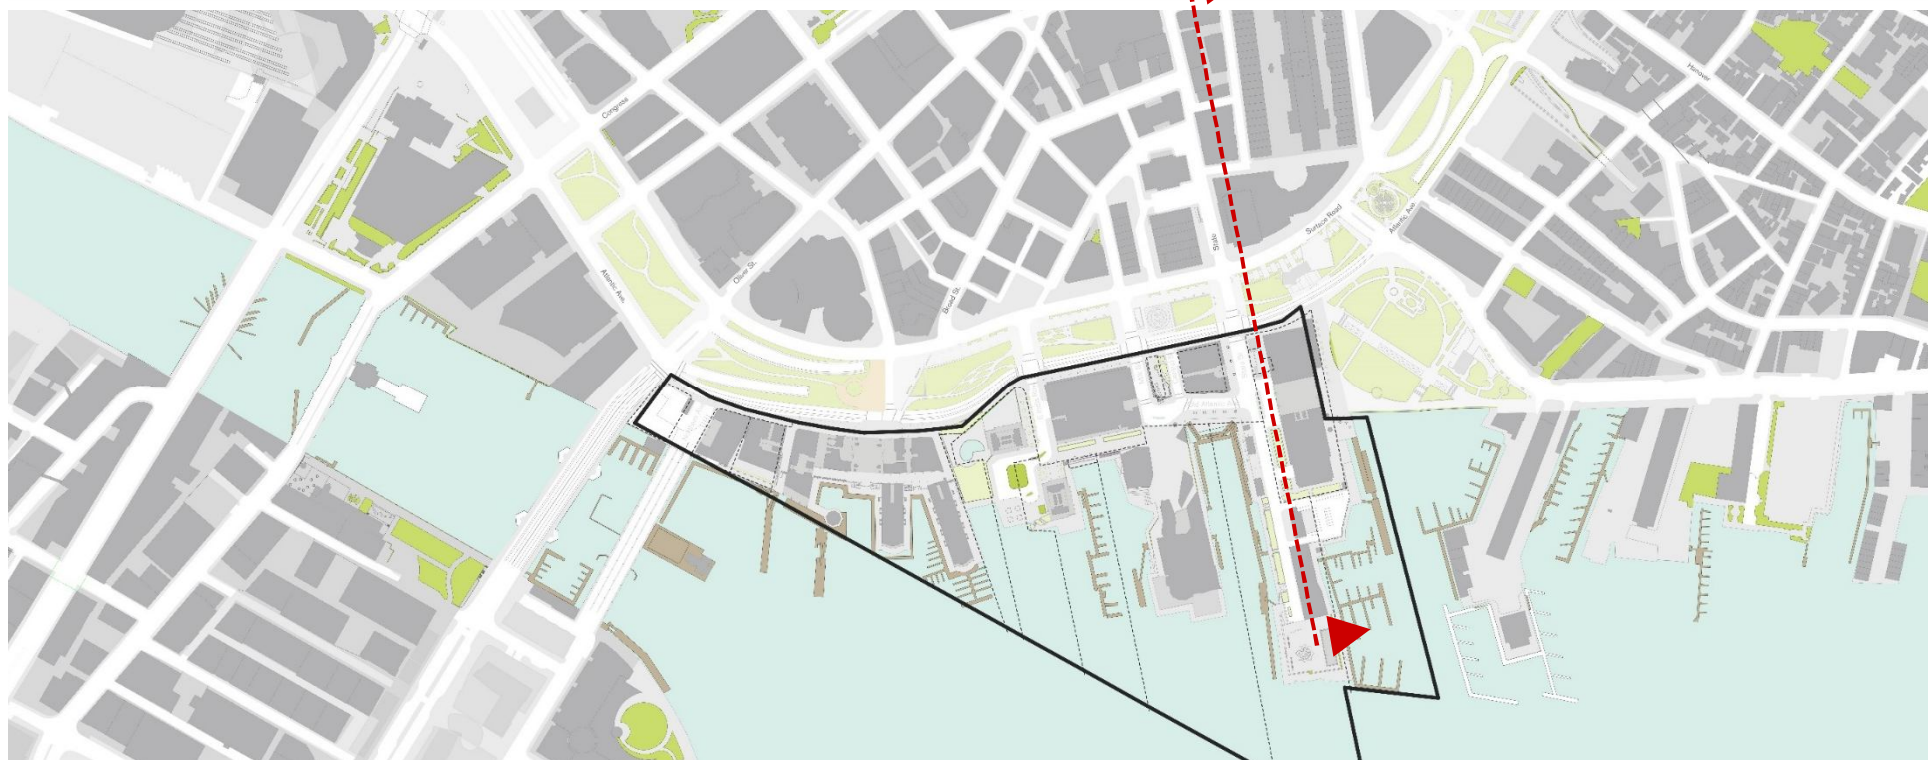 Hanover
Congress
Surface Road
Atlantic Ave
State
Oliver St.
Atlantic Ave.
Broad St.